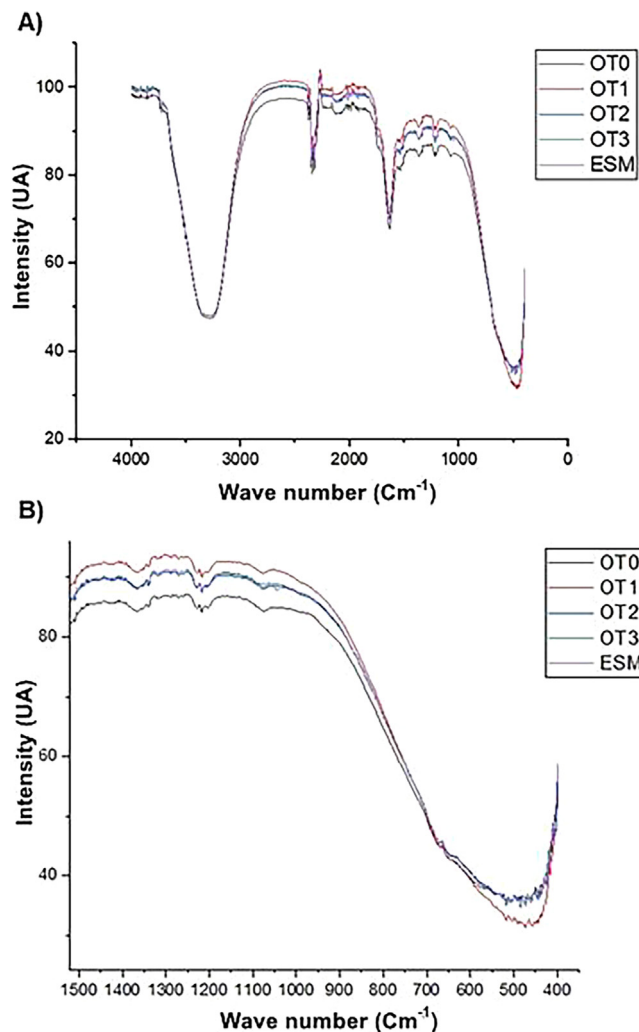 A)
OT0
OT1
OT2
OT3
ESM
Intensity (UA)
100
80
60
40
20
4000 3000 2000 1000 0
Wave number (Cm-1)
B)
OT0
OT1
OT2
OT3
ESM
Intensity (UA)
80
60
40
1500 1400 1300 1200 1100 1000 900 800 700 600 500 400
Wave number (Cm-1)